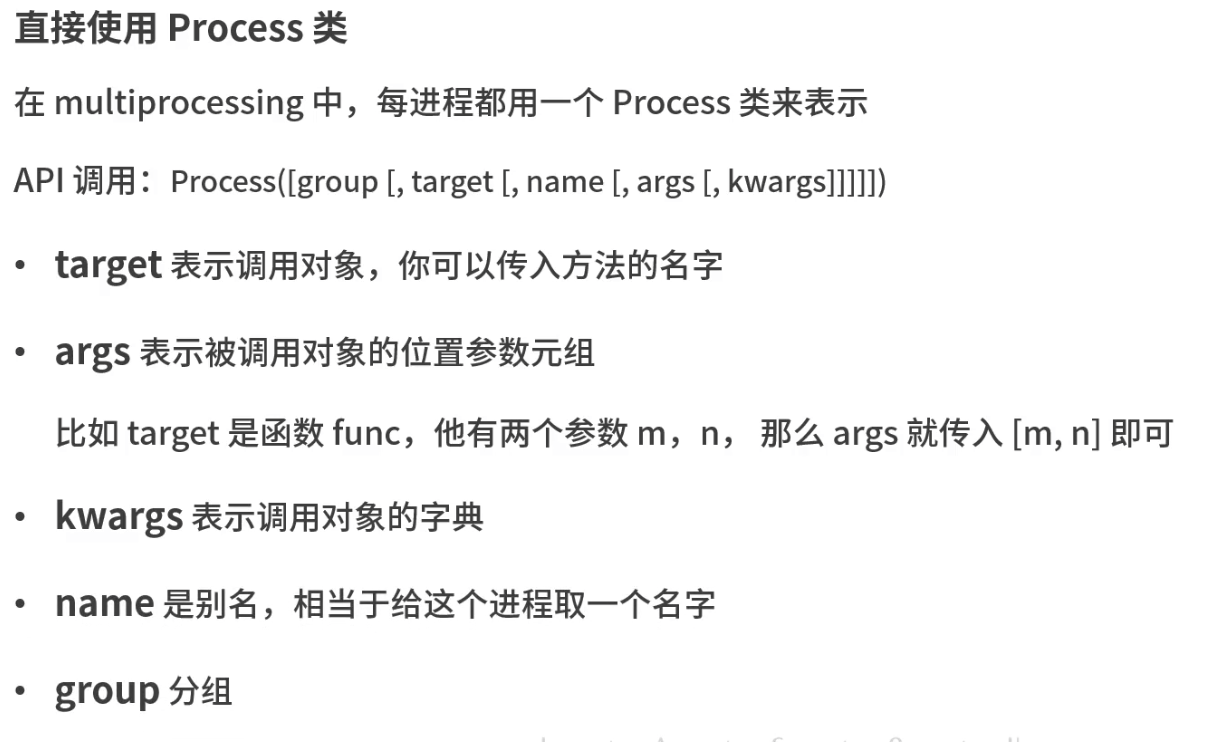 直接使用 Process 类
在 multiprocessing 中，每进程都用一个 Process 类来表示
API 调用：Process([group [, target [, name [, args [, kwargs]]]]])
• target 表示调用对象，你可以传入方法的名字
• args 表示被调用对象的位置参数元组
比如 target 是函数 func，他有两个参数 m，n， 那么 args 就传入 [m, n] 即可
• kwargs 表示调用对象的字典
• name 是别名，相当于给这个进程取一个名字
• group 分组